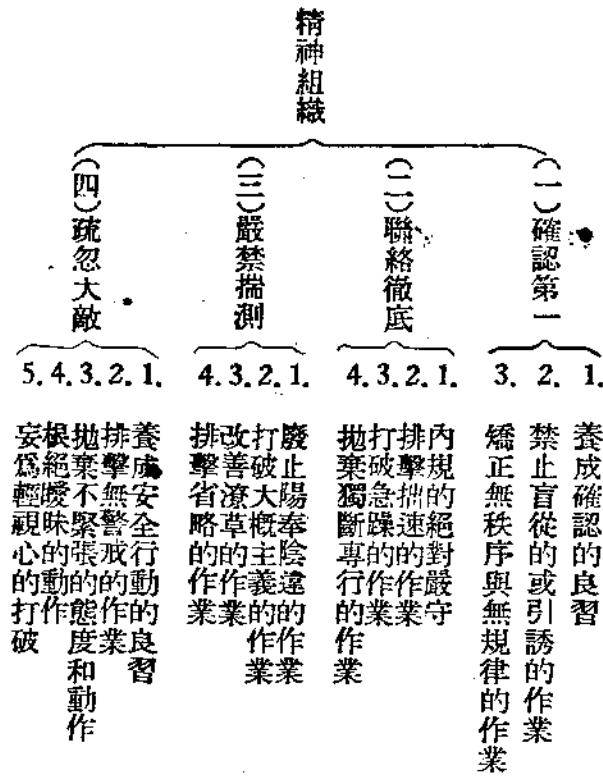 精神組織
(一)確認第一
1. 養成確認的良習
2. 禁止盲從的或引誘的作業
3. 矯正無秩序與無規律的作業
(二)聯絡徹底
1. 內規的絕對嚴守
2. 排擊拙速的作業
3. 打破急躁的作業
4. 拋棄獨斷專行的作業
(三)嚴禁揣測
1. 廢止陽奉陰違的作業
2. 打破大概主義的作業
3. 改善潦草的作業
4. 排擊省略的作業
(四)疏忽大敵
1. 養成安全行動的良習
2. 排擊無警戒的作業
3. 拋棄不緊張的態度和動作
4. 根絕曖昧的動作
5. 妄爲輕視心的打破